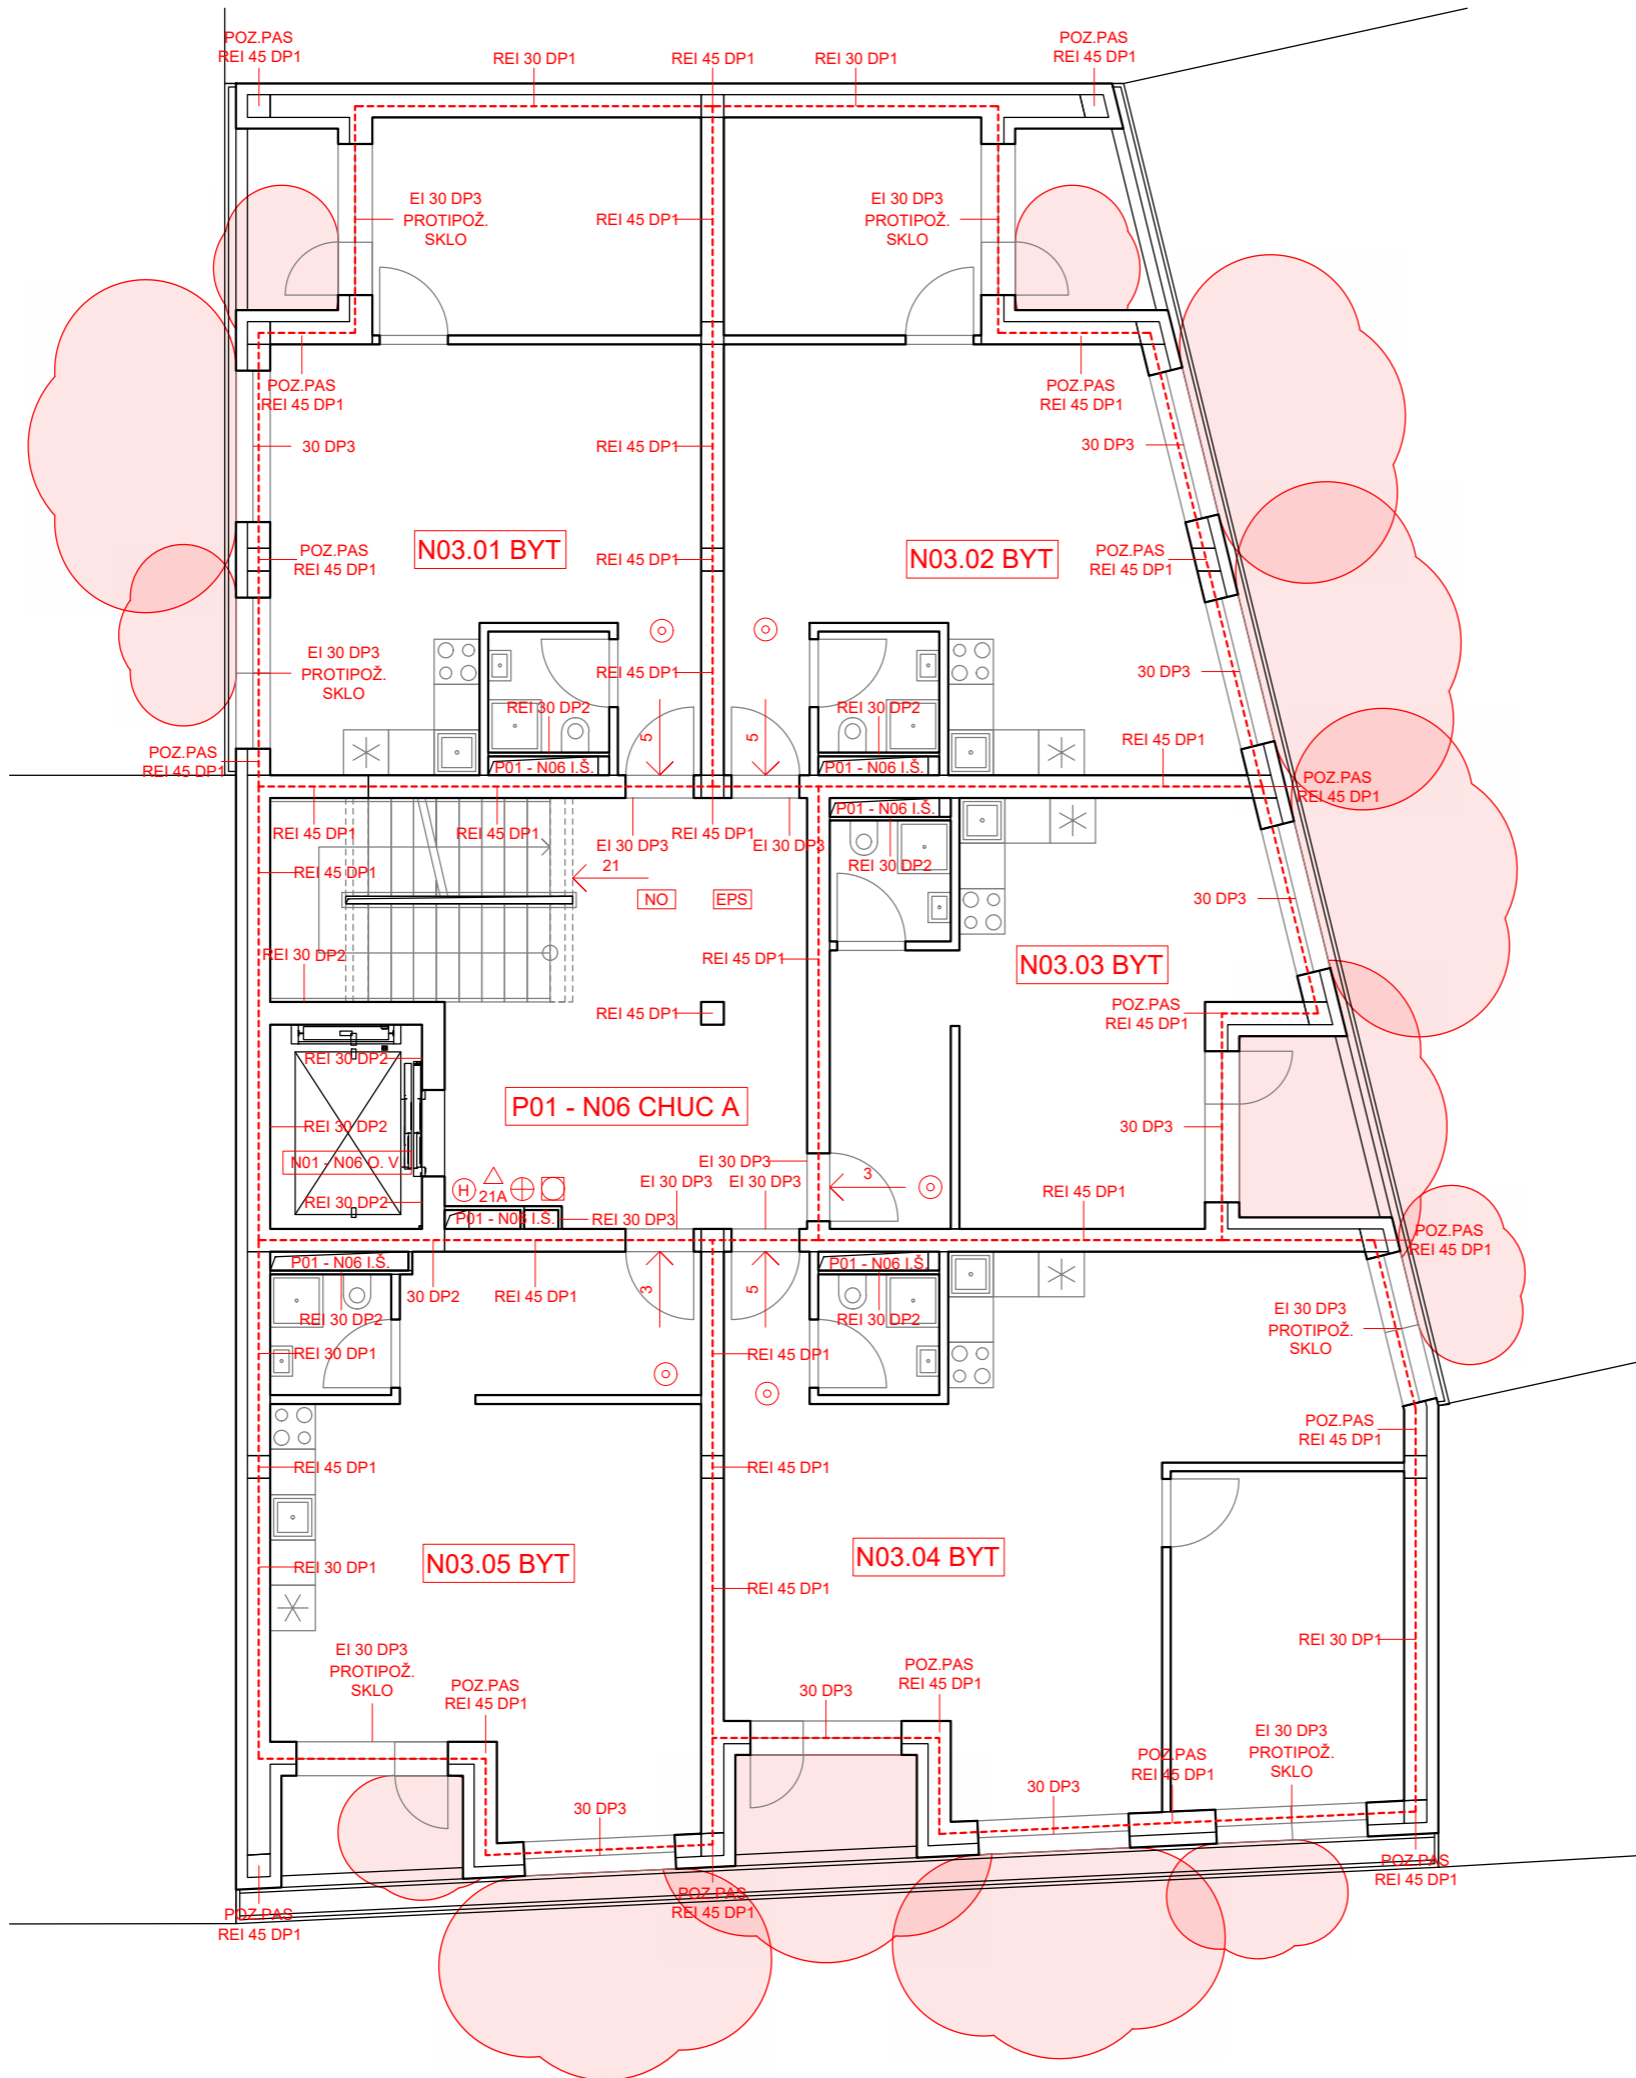 POZ.PAS
REI 45 DP1
REI 30 DP1
REI 45 DP1
REI 30 DP1
POZ.PAS
REI 45 DP1
EI 30 DP3
PROTIPOŽ.
SKLO
REI 45 DP1
EI 30 DP3
PROTIPOŽ.
SKLO
POZ.PAS
REI 45 DP1
POZ.PAS
REI 45 DP1
30 DP3
REI 45 DP1
30 DP3
N03.01 BYT
N03.02 BYT
POZ.PAS
REI 45 DP1
REI 45 DP1
POZ.PAS
REI 45 DP1
EI 30 DP3
PROTIPOŽ.
SKLO
REI 45 DP1
30 DP3
REI 30 DP2
REI 30 DP2
5
5
POZ.PAS
REI 45 DP1
REI 45 DP1
P01 - N06 I.Š.
P01 - N06 I.Š.
POZ.PAS
REI 45 DP1
P01 - N06 I.Š.
REI 45 DP1
REI 45 DP1
EI 30 DP3
REI 45 DP1
EI 30 DP3
REI 45 DP1
21
REI 30 DP2
NO
EPS
30 DP3
REI 30 DP2
REI 45 DP1
N03.03 BYT
REI 45 DP1
POZ.PAS
REI 45 DP1
REI 30 DP2
P01 - N06 CHUC A
REI 30 DP2
30 DP3
N01 - N06 O. V
EI 30 DP3
3
EI 30 DP3
EI 30 DP3
REI 45 DP1
H
21A
REI 30 DP2
P01 - N06 I.Š.
REI 30 DP3
POZ.PAS
REI 45 DP1
P01 - N06 I.Š.
P01 - N06 I.Š.
3
5
30 DP2
REI 45 DP1
REI 30 DP2
REI 30 DP2
EI 30 DP3
PROTIPOŽ.
SKLO
REI 30 DP1
REI 45 DP1
POZ.PAS
REI 45 DP1
REI 45 DP1
REI 45 DP1
N03.05 BYT
N03.04 BYT
REI 30 DP1
REI 45 DP1
REI 30 DP1
EI 30 DP3
PROTIPOŽ.
SKLO
POZ.PAS
REI 45 DP1
30 DP3
POZ.PAS
REI 45 DP1
EI 30 DP3
PROTIPOŽ.
SKLO
POZ.PAS
REI 45 DP1
30 DP3
30 DP3
POZ.PAS
REI 45 DP1
POZ.PAS
REI 45 DP1
POZ.PAS
REI 45 DP1